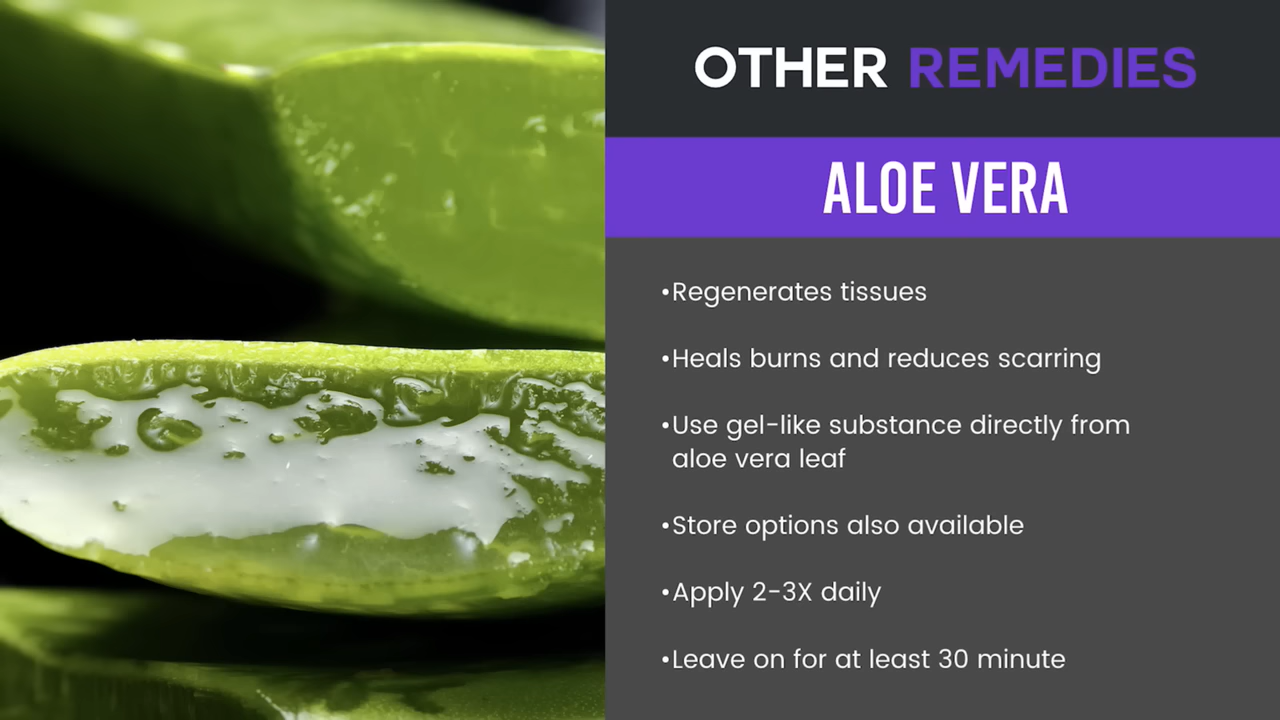 OTHER REMEDIES
ALOE VERA
•Regenerates tissues
•Heals burns and reduces scarring
•Use gel-like substance directly from
aloe vera leaf
•Store options also available
•Apply 2-3X daily
•Leave on for at least 30 minute